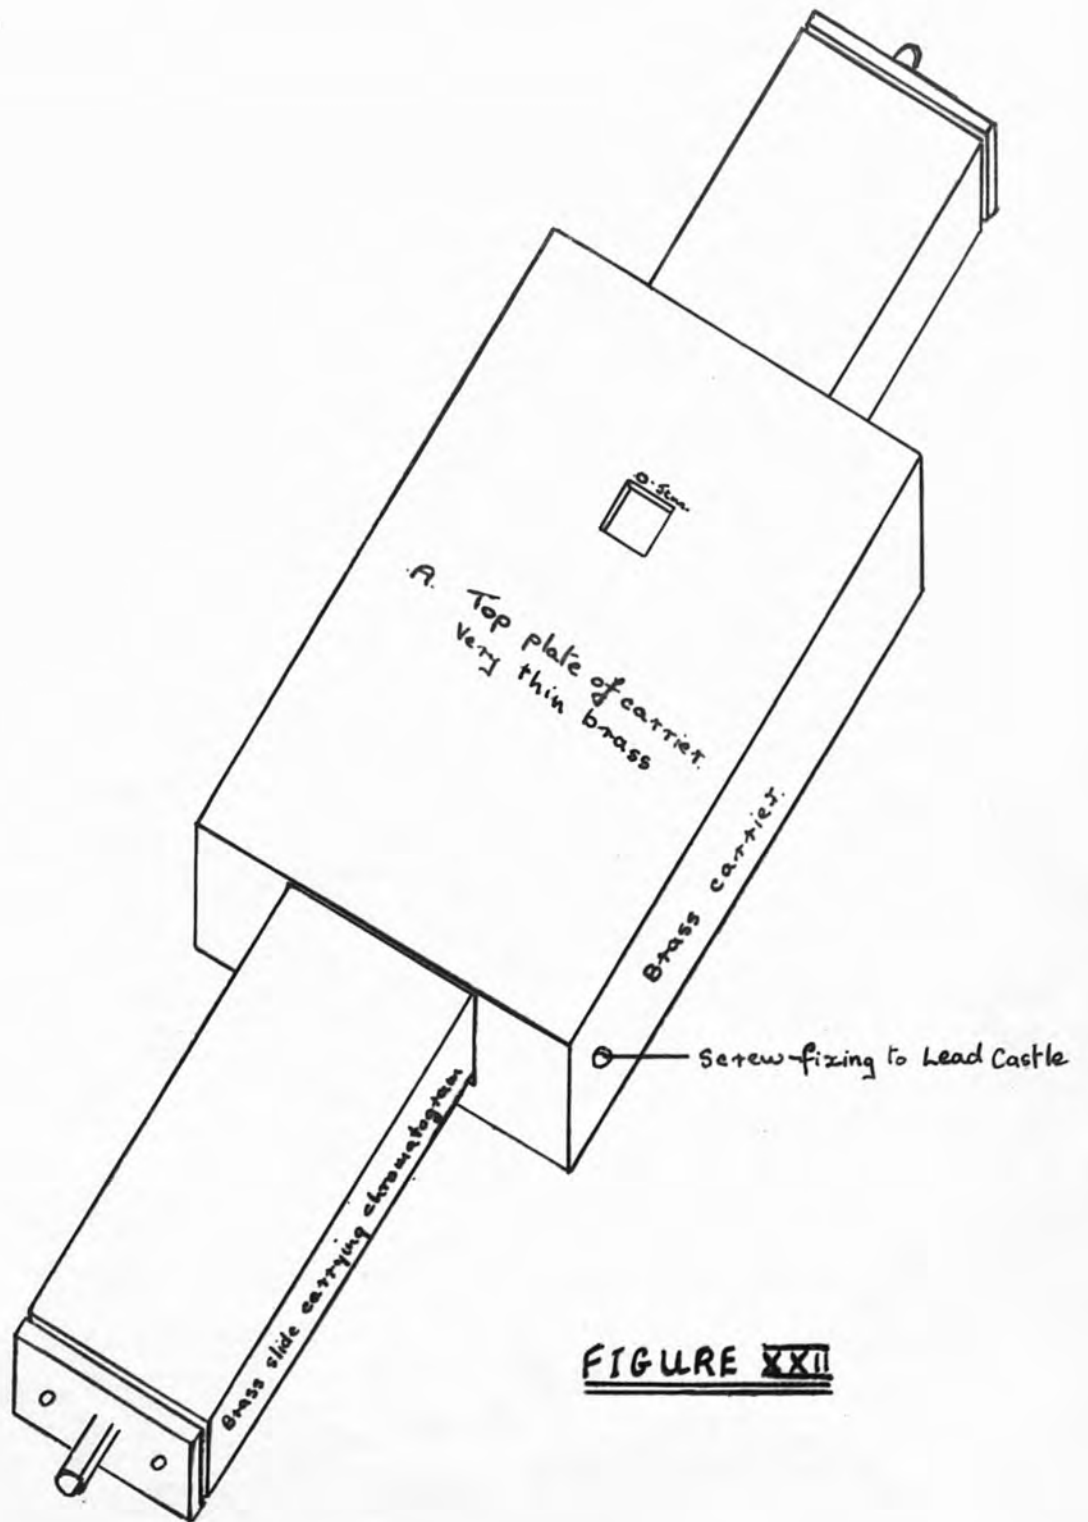 0.5cm.
A. Top plate of carrier.
Very thin brass
Brass carrier.
Screw-fixing to Lead Castle
Brass slide carrying chromatogram
FIGURE XXII